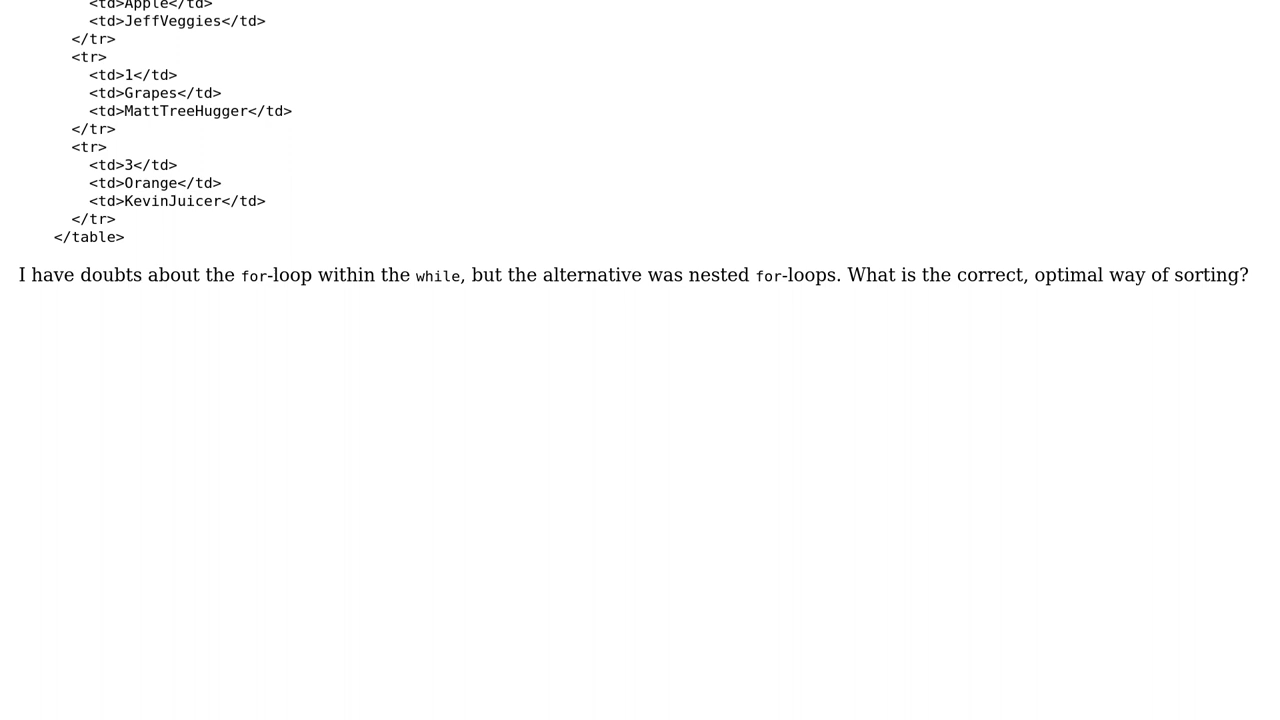 <td>Apple</td>
<td>JeffVeggies</td>
</tr>
<tr>
<td>1</td>
<td>Grapes</td>
<td>MattTreeHugger</td>
</tr>
<tr>
<td>3</td>
<td>Orange</td>
<td>KevinJuicer</td>
</tr>
</table>
I have doubts about the for-loop within the while, but the alternative was nested for-loops. What is the correct, optimal way of sorting?